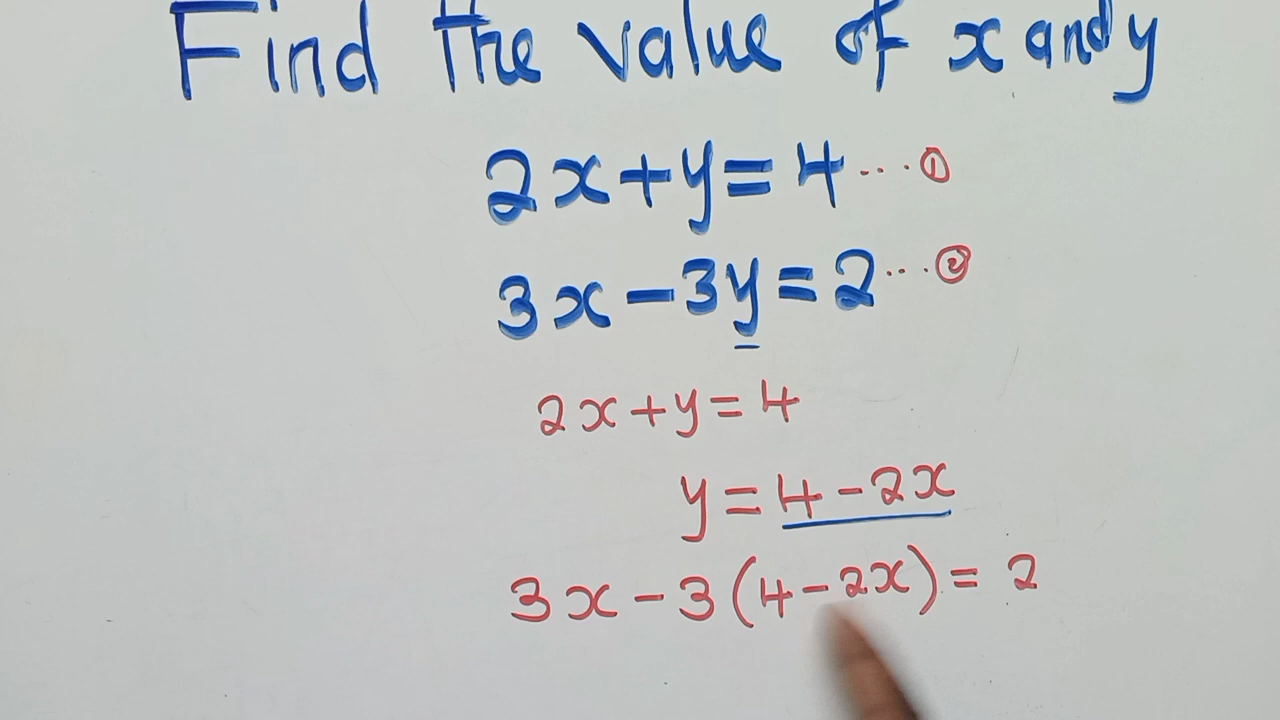 Find the value of x and y
2x+y=4 ... ①
3x-3y=2 ... ②
2x+y=4
y=4-2x
3x-3(4-2x)=2